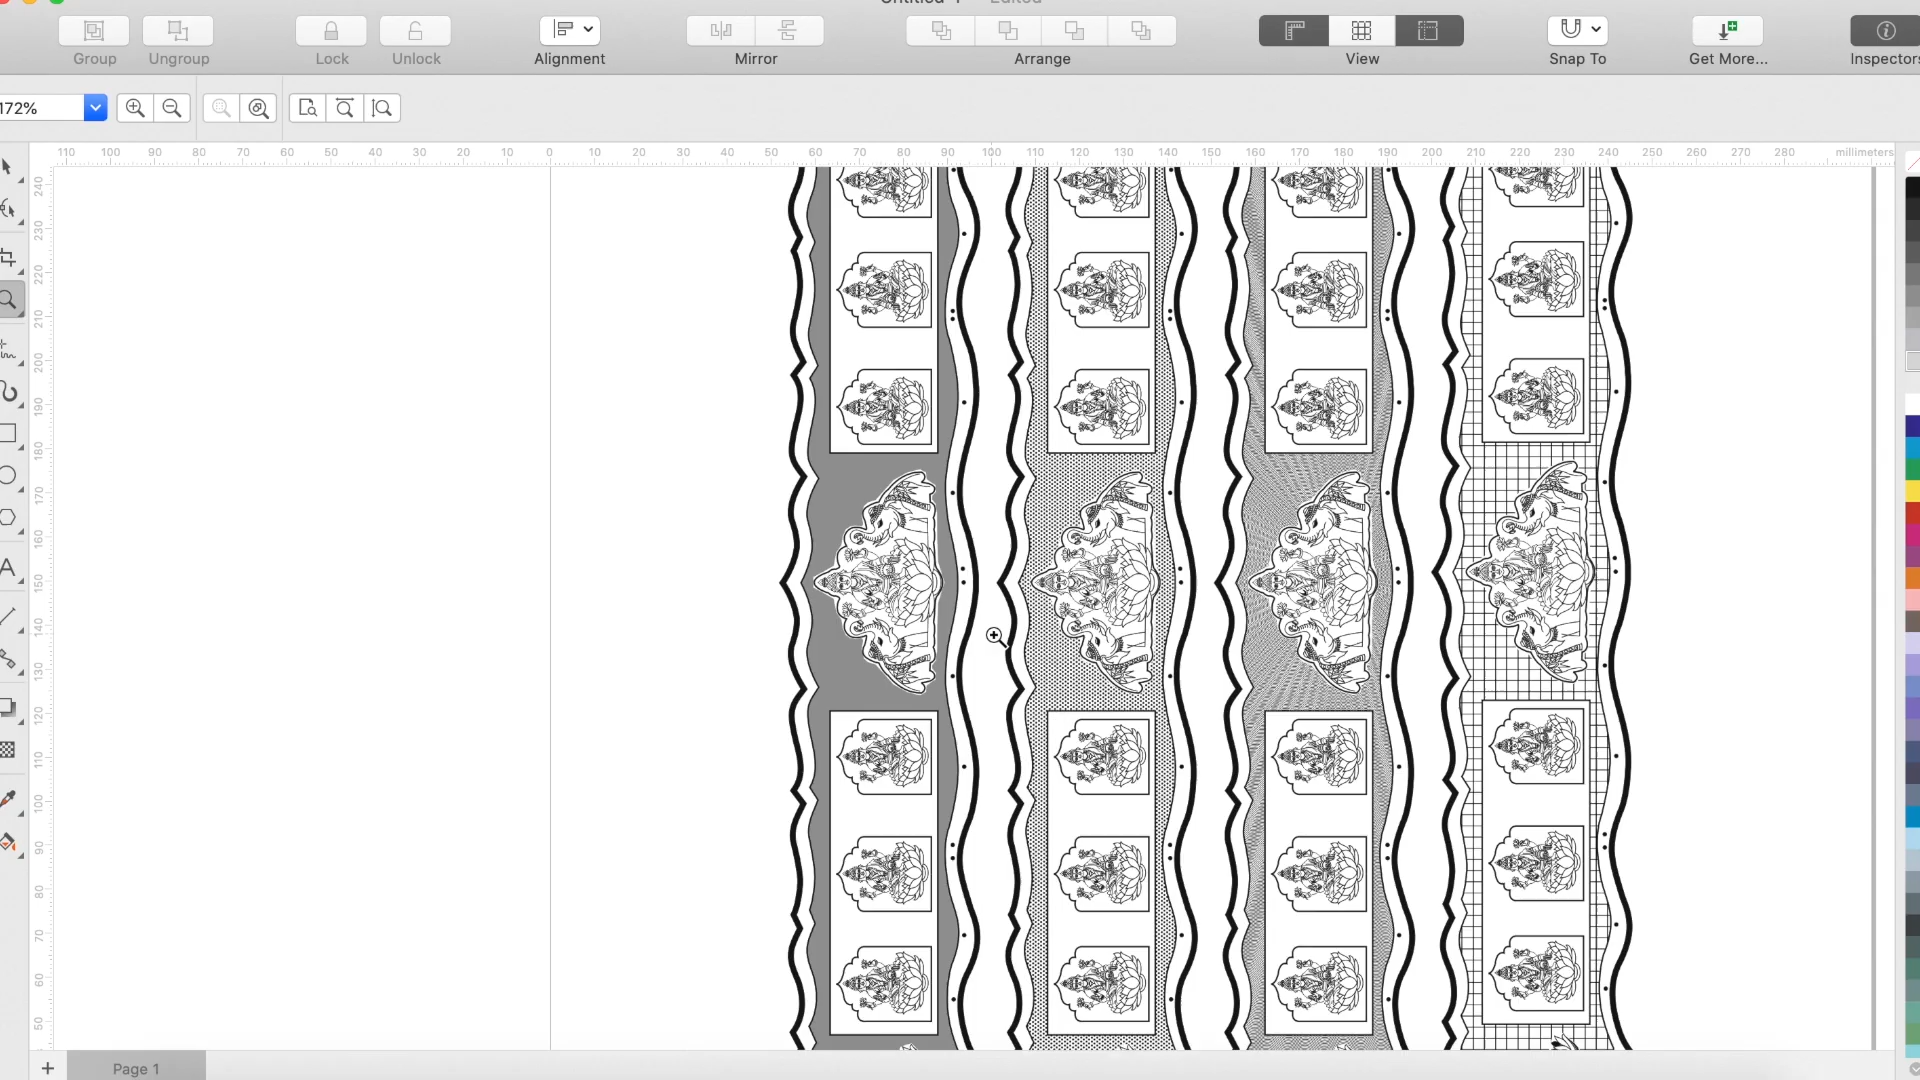 Untitled-1 — Edited
Group
Ungroup
Lock
Unlock
Alignment
Mirror
Arrange
View
Snap To
Get More...
Inspectors
172%
110 100 90 80 70 60 50 40 30 20 10 0 10 20 30 40 50 60 70 80 90 100 110 120 130 140 150 160 170 180 190 200 210 220 230 240 250 260 270 280 millimeters
240
230
220
210
200
190
180
170
160
150
140
130
120
110
100
90
80
70
60
50
Page 1